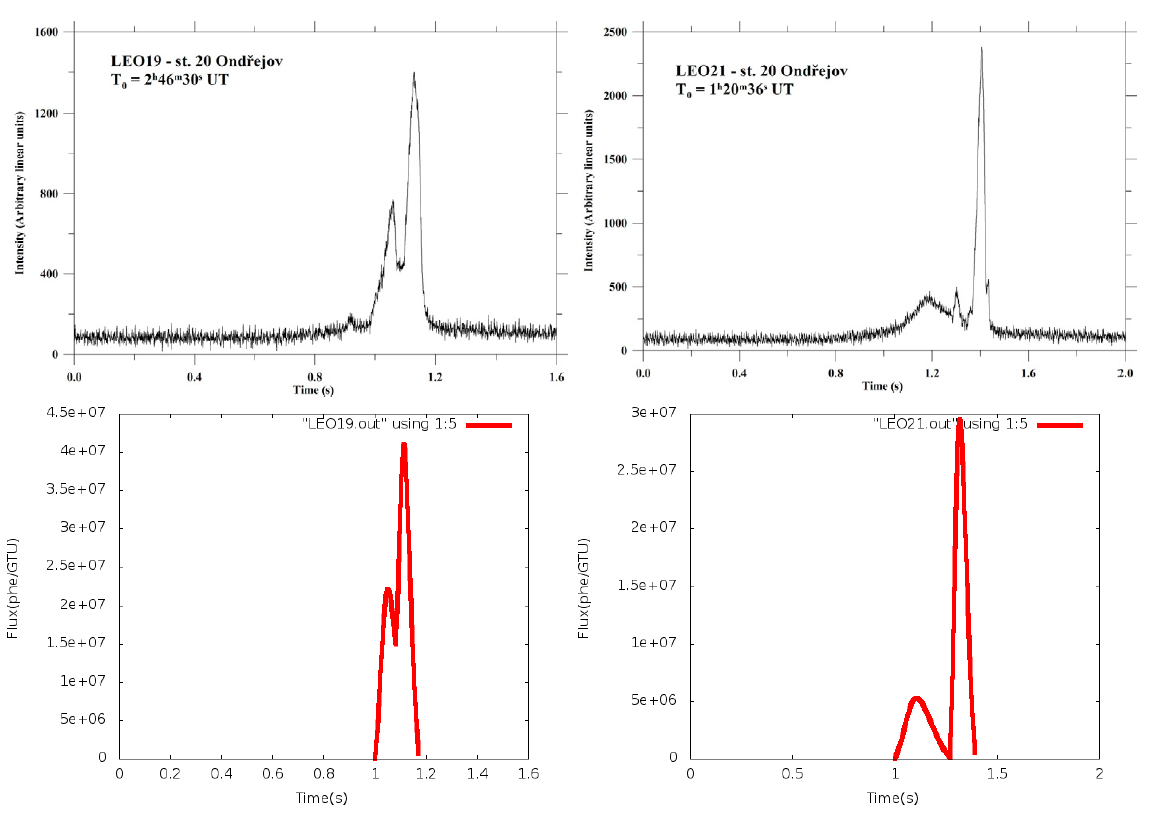 1600
1200
800
400
0
Intensity (Arbitrary linear units)
LEO19 - st. 20 Ondřejov
T₀ = 2ʰ46ᵐ30ˢ UT
0.0 0.4 0.8 1.2 1.6
Time (s)
2500
2000
1500
1000
500
0
Intensity (Arbitrary linear units)
LEO21 - st. 20 Ondřejov
T₀ = 1ʰ20ᵐ36ˢ UT
0.0 0.4 0.8 1.2 1.6 2.0
Time (s)
4.5e+07
4e+07
3.5e+07
3e+07
2.5e+07
2e+07
1.5e+07
1e+07
5e+06
0
Flux(phe/GTU)
"LEO19.out" using 1:5
0 0.2 0.4 0.6 0.8 1 1.2 1.4 1.6
Time(s)
3e+07
2.5e+07
2e+07
1.5e+07
1e+07
5e+06
0
Flux(phe/GTU)
"LEO21.out" using 1:5
0 0.5 1 1.5 2
Time(s)